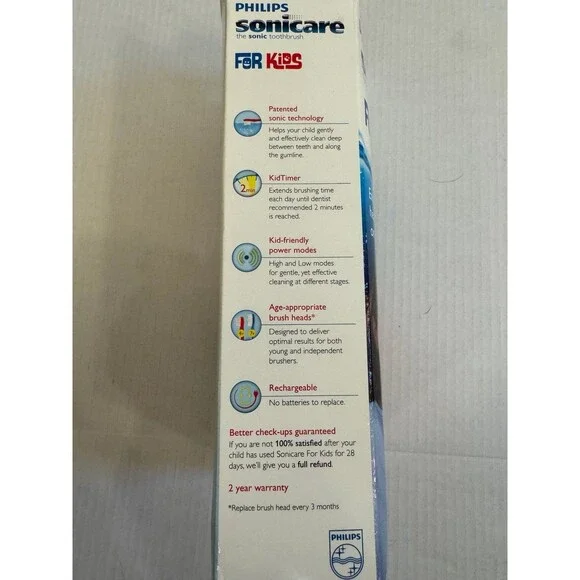 PHILIPS
sonicare
the sonic toothbrush
FOR KiDS
Patented
sonic technology
Helps your child gently
and effectively clean deep
between teeth and along
the gumline.
2min
KidTimer
Extends brushing time
each day until dentist
recommended 2 minutes
is reached.
Kid-friendly
power modes
High and Low modes
for gentle, yet effective
cleaning at different stages.
Age-appropriate
brush heads*
Designed to deliver
optimal results for both
young and independent
brushers.
Rechargeable
No batteries to replace.
Better check-ups guaranteed
If you are not 100% satisfied after your
child has used Sonicare For Kids for 28
days, we'll give you a full refund.
2 year warranty
*Replace brush head every 3 months
PHILIPS